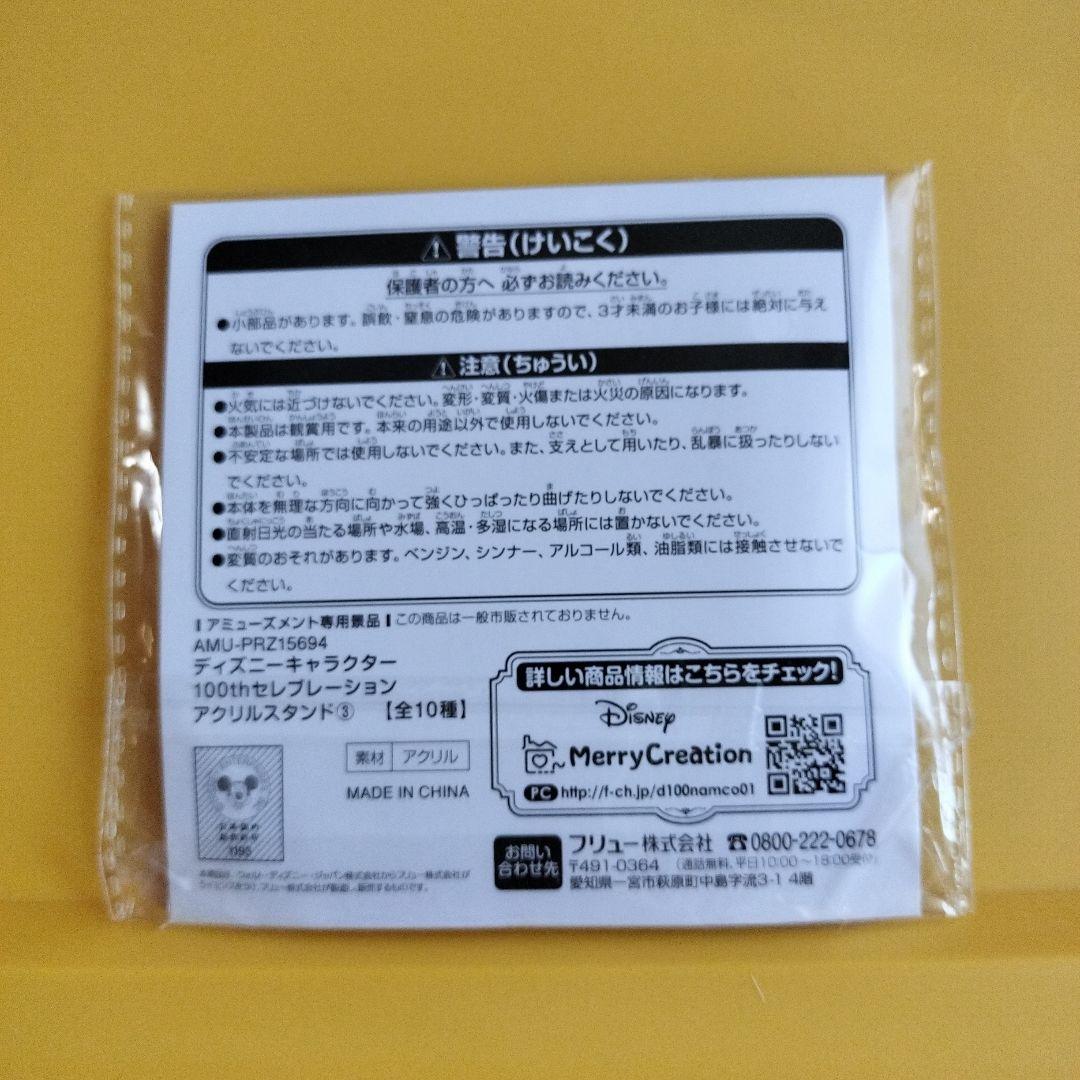 ⚠警告(けいこく)
保護者の方へ 必ずお読みください。
●小部品があります。誤飲・窒息の危険がありますので、3才未満のお子様には絶対に与え
ないでください。
⚠注意(ちゅうい)
●火気には近づけないでください。変形・変質・火傷または火災の原因になります。
●本製品は観賞用です。本来の用途以外で使用しないでください。
●不安定な場所では使用しないでください。また、支えとして用いたり、乱暴に扱ったりしない
でください。
●本体を無理な方向に向かって強くひっぱったり曲げたりしないでください。
●直射日光の当たる場所や水場、高温・多湿になる場所には置かないでください。
●変質のおそれがあります。ベンジン、シンナー、アルコール類、油脂類には接触させないで
ください。
アミューズメント専用景品 この商品は一般市販されておりません。
AMU-PRZ15694
ディズニーキャラクター
100thセレブレーション
アクリルスタンド③ 【全10種】
素材 アクリル
MADE IN CHINA
詳しい商品情報はこちらをチェック!
Disney
MerryCreation
PC http://f-ch.jp/d100namco01
お問い
合わせ先
フリュー株式会社 ☎0800-222-0678
〒491-0364 (通話無料、平日10:00~18:00受付)
愛知県一宮市萩原町中島字流3-1 4階